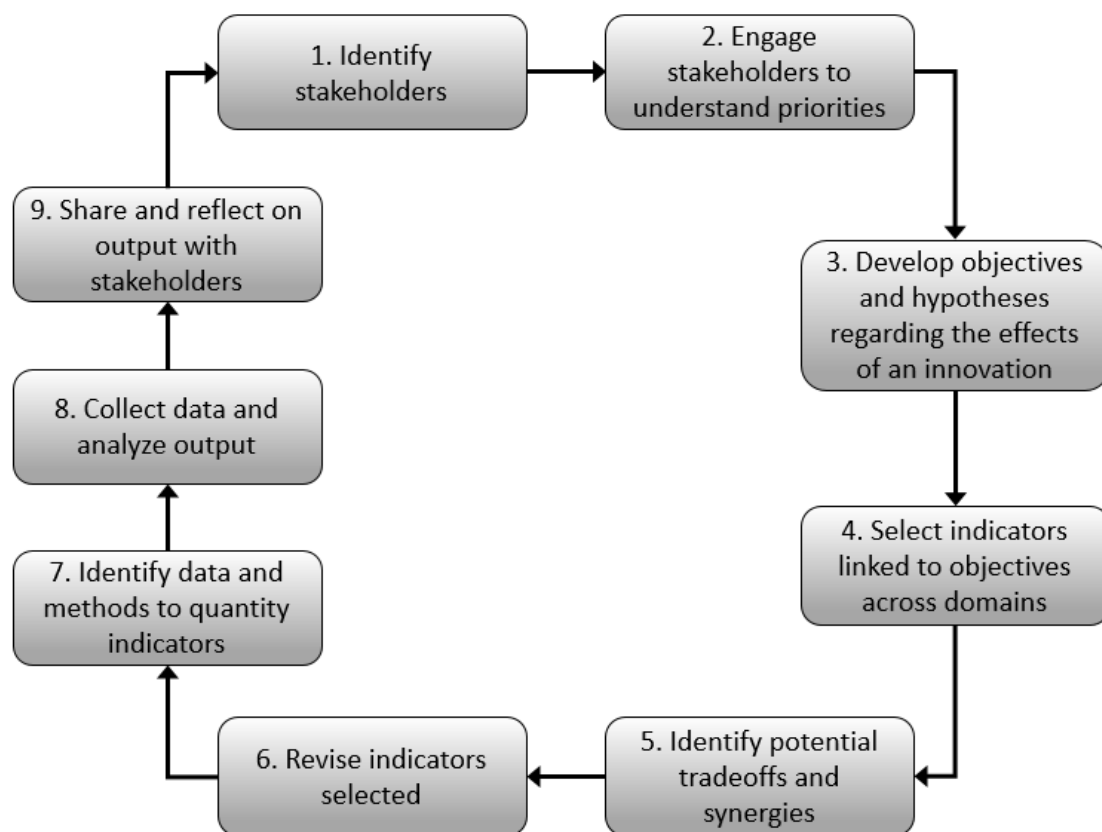 1. Identify
stakeholders
2. Engage
stakeholders to
understand priorities
3. Develop objectives
and hypotheses
regarding the effects
of an innovation
4. Select indicators
linked to objectives
across domains
5. Identify potential
tradeoffs and
synergies
6. Revise indicators
selected
7. Identify data and
methods to quantity
indicators
8. Collect data and
analyze output
9. Share and reflect on
output with
stakeholders